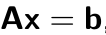 Ax = b,